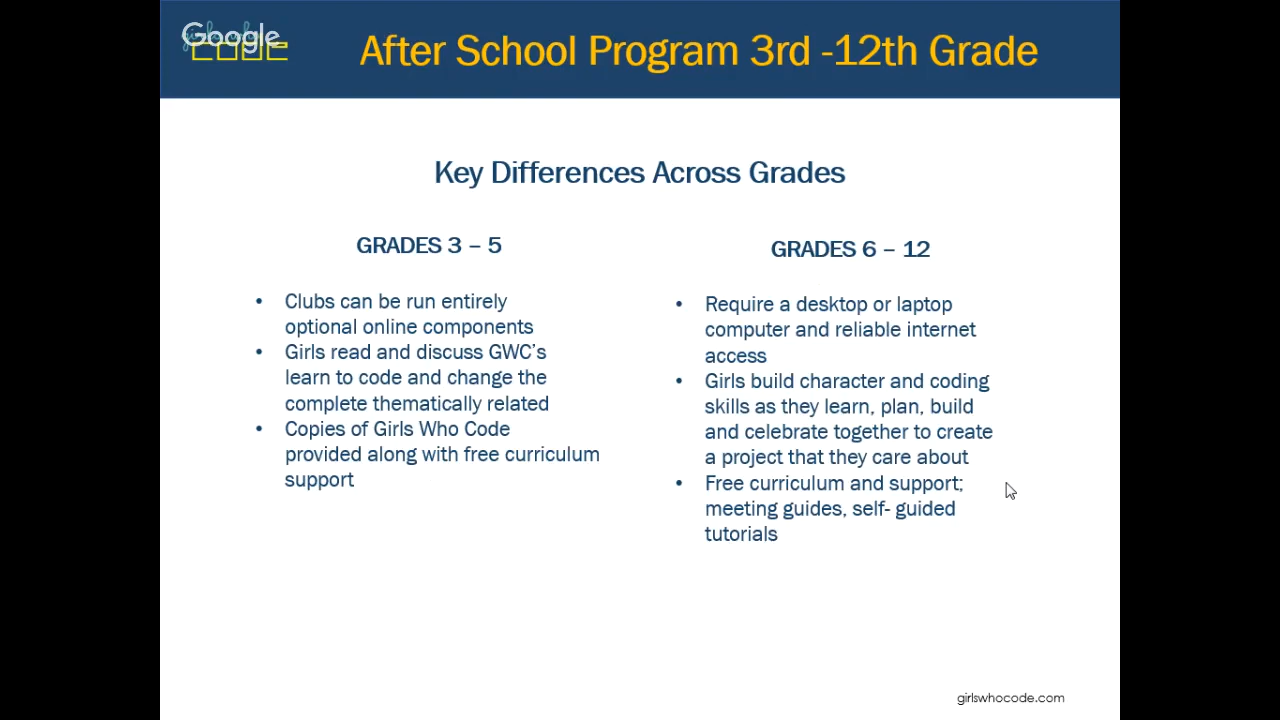 Google
CODE
After School Program 3rd -12th Grade
Key Differences Across Grades
GRADES 3 – 5
• Clubs can be run entirely
optional online components
• Girls read and discuss GWC’s
learn to code and change the
complete thematically related
• Copies of Girls Who Code
provided along with free curriculum
support
GRADES 6 – 12
• Require a desktop or laptop
computer and reliable internet
access
• Girls build character and coding
skills as they learn, plan, build
and celebrate together to create
a project that they care about
• Free curriculum and support;
meeting guides, self- guided
tutorials
girlswhocode.com